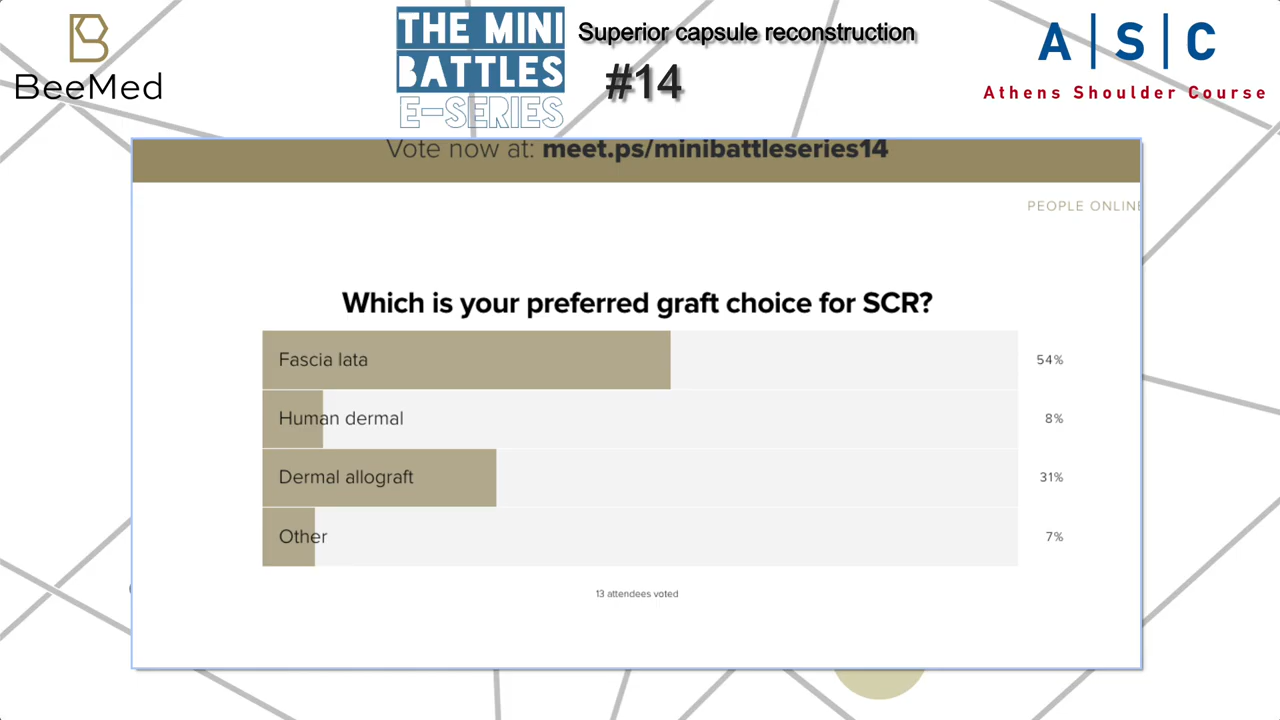 BeeMed
THE MINI
BATTLES
E-SERIES
Superior capsule reconstruction
#14
A|S|C
Athens Shoulder Course
Vote now at: meet.ps/minibattleseries14
PEOPLE ONLINE
Which is your preferred graft choice for SCR?
Fascia lata 54%
Human dermal 8%
Dermal allograft 31%
Other 7%
13 attendees voted